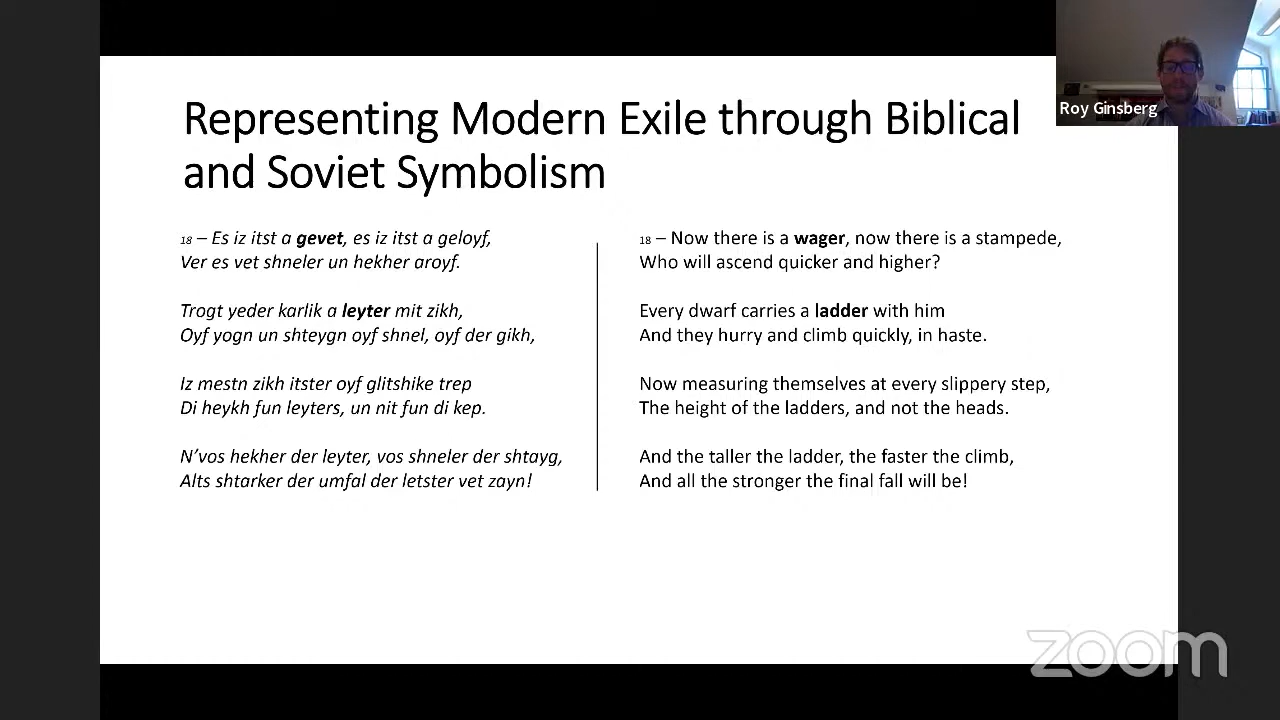 Roy Ginsberg
Representing Modern Exile through Biblical
and Soviet Symbolism
18 – Es iz itst a gevet, es iz itst a geloyf,
Ver es vet shneler un hekher aroyf.
Trogt yeder karlik a leyter mit zikh,
Oyf yogn un shteygn oyf shnel, oyf der gikh,
Iz mestn zikh itster oyf glitshike trep
Di heykh fun leyters, un nit fun di kep.
N’vos hekher der leyter, vos shneler der shtayg,
Alts shtarker der umfal der letster vet zayn!
18 – Now there is a wager, now there is a stampede,
Who will ascend quicker and higher?
Every dwarf carries a ladder with him
And they hurry and climb quickly, in haste.
Now measuring themselves at every slippery step,
The height of the ladders, and not the heads.
And the taller the ladder, the faster the climb,
And all the stronger the final fall will be!
zoom